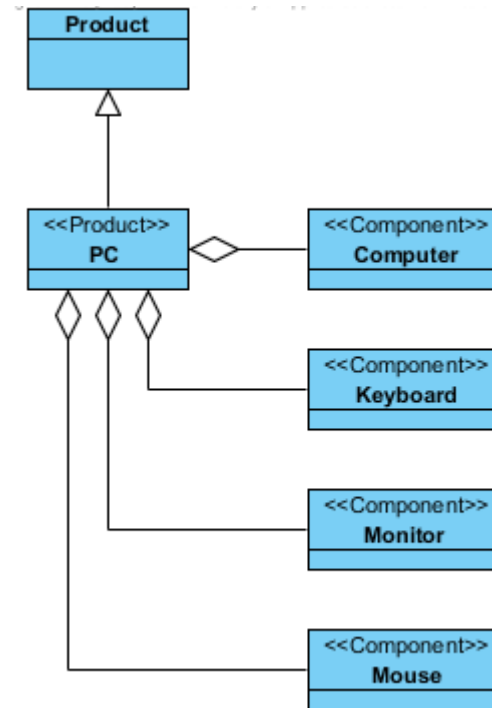 Product
<<Product>>
PC
<<Component>>
Computer
<<Component>>
Keyboard
<<Component>>
Monitor
<<Component>>
Mouse